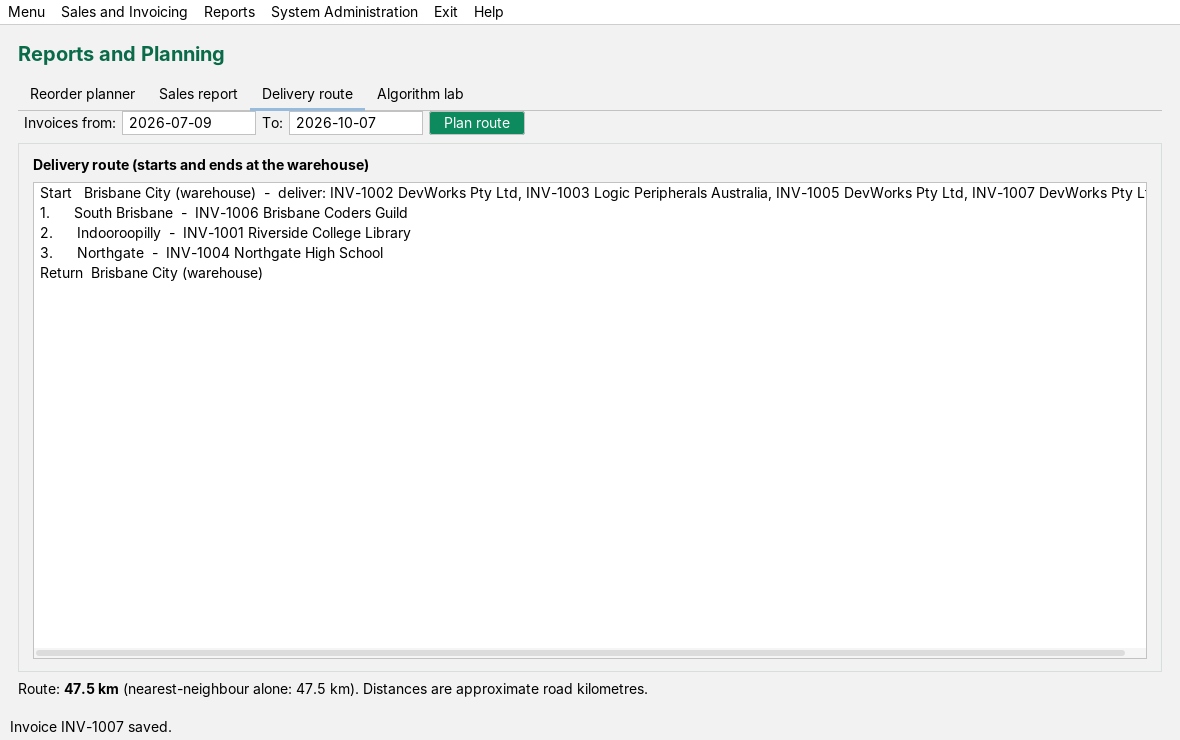 Menu Sales and Invoicing Reports System Administration Exit Help
Reports and Planning
Reorder planner Sales report Delivery route Algorithm lab
Invoices from: 2026-07-09 To: 2026-10-07 Plan route
Delivery route (starts and ends at the warehouse)
Start Brisbane City (warehouse) - deliver: INV-1002 DevWorks Pty Ltd, INV-1003 Logic Peripherals Australia, INV-1005 DevWorks Pty Ltd, INV-1007 DevWorks Pty
1. South Brisbane - INV-1006 Brisbane Coders Guild
2. Indooroopilly - INV-1001 Riverside College Library
3. Northgate - INV-1004 Northgate High School
Return Brisbane City (warehouse)
Route: 47.5 km (nearest-neighbour alone: 47.5 km). Distances are approximate road kilometres.
Invoice INV-1007 saved.